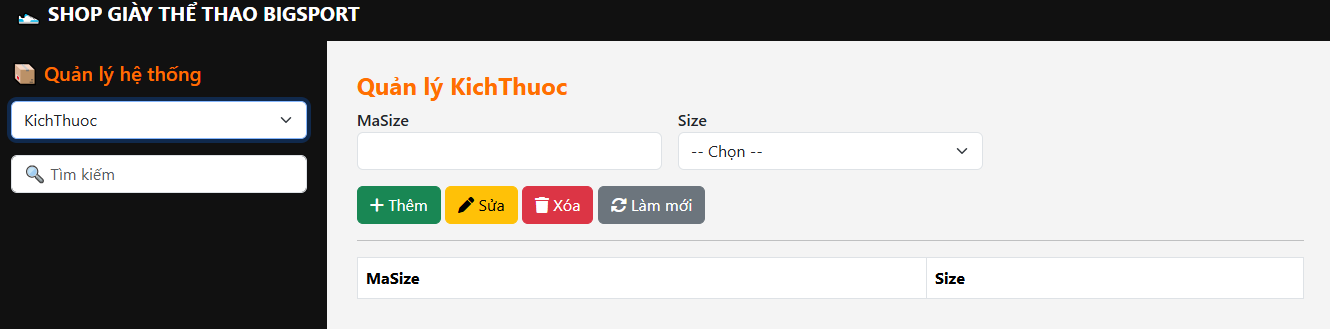 SHOP GIÀY THỂ THAO BIGSPORT
Quản lý hệ thống
KichThuoc
Tìm kiếm
Quản lý KichThuoc
MaSize Size
-- Chọn --
Thêm Sửa Xóa Làm mới
MaSize Size